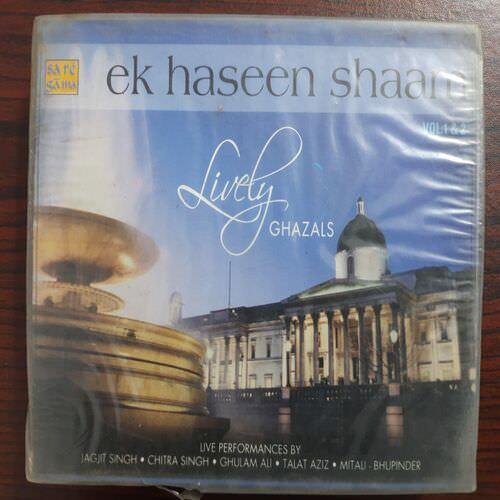 sa re
ga ma
ek haseen shaam
VOL.1 & 2
Lively
GHAZALS
LIVE PERFORMANCES BY
JAGJIT SINGH • CHITRA SINGH • GHULAM ALI • TALAT AZIZ • MITALI - BHUPINDER